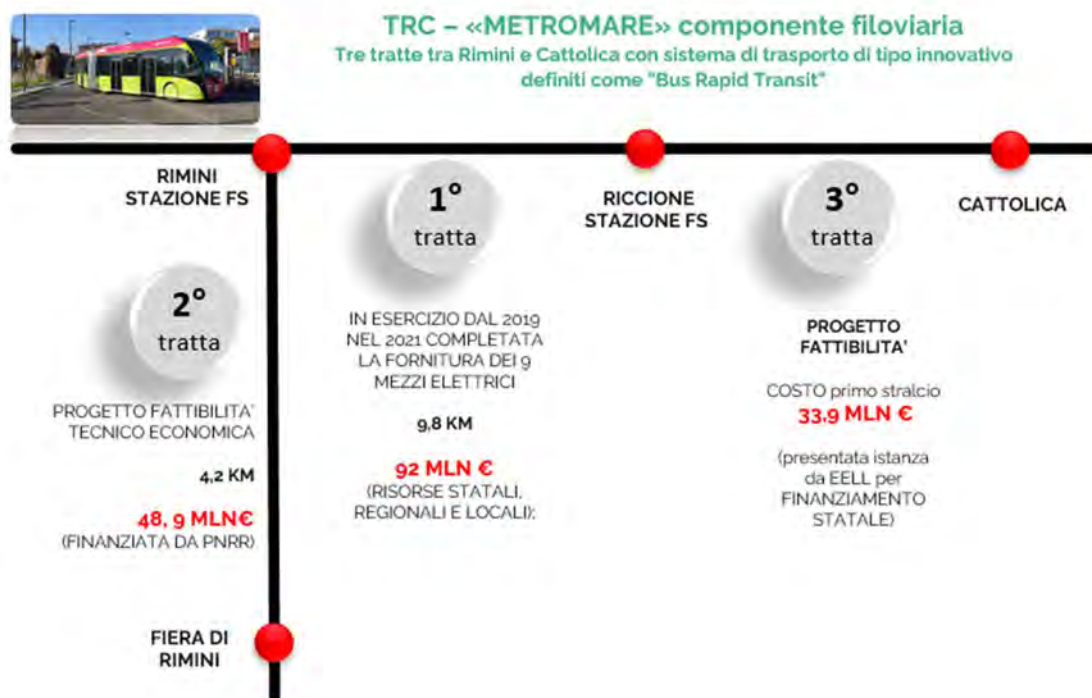 TRC – «METROMARE» componente filoviaria
Tre tratte tra Rimini e Cattolica con sistema di trasporto di tipo innovativo
definiti come "Bus Rapid Transit"
RIMINI
STAZIONE FS
1°
tratta
RICCIONE
STAZIONE FS
3°
tratta
CATTOLICA
2°
tratta
PROGETTO FATTIBILITA'
TECNICO ECONOMICA
4,2 KM
48, 9 MLN€
(FINANZIATA DA PNRR)
IN ESERCIZIO DAL 2019
NEL 2021 COMPLETATA
LA FORNITURA DEI 9
MEZZI ELETTRICI
9,8 KM
92 MLN €
(RISORSE STATALI,
REGIONALI E LOCALI);
PROGETTO
FATTIBILITA'
COSTO primo stralcio
33,9 MLN €
(presentata istanza
da EELL per
FINANZIAMENTO
STATALE)
FIERA DI
RIMINI